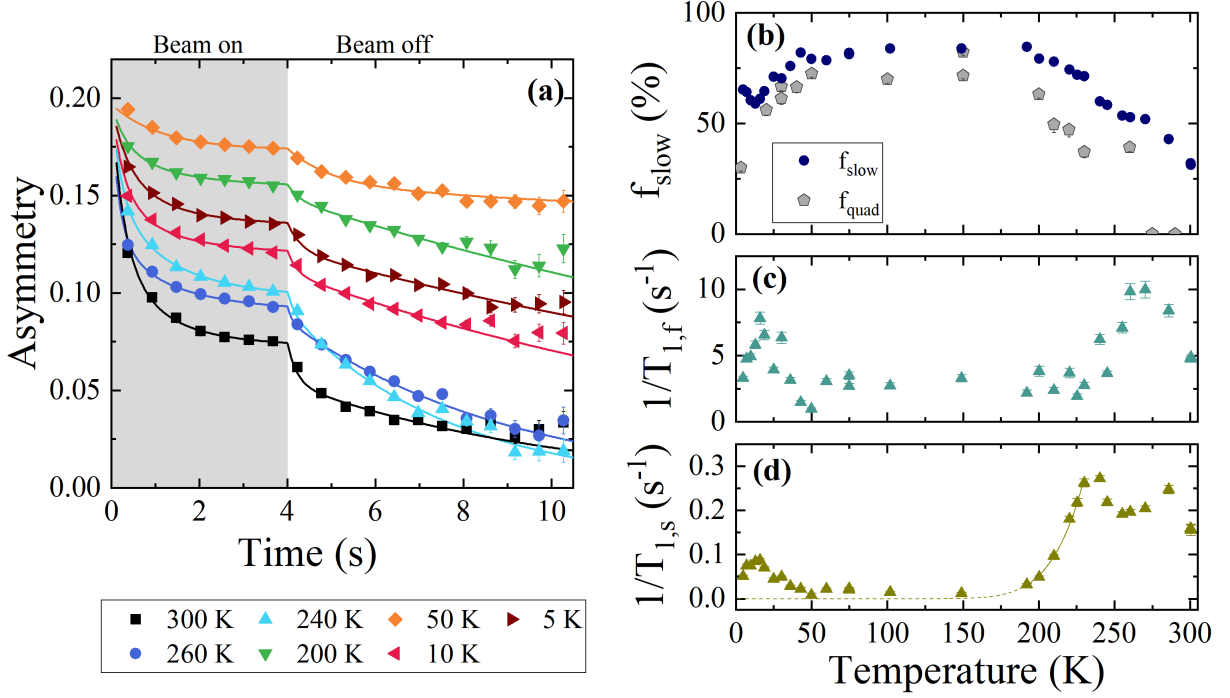 Beam on
Beam off
(a)
0.20
0.15
0.10
0.05
0.00
Asymmetry
0
2
4
6
8
10
Time (s)
300 K
240 K
50 K
5 K
260 K
200 K
10 K
(b)
100
50
0
f_slow (%)
f_slow
f_quad
(c)
10
5
0
1/T_1,f (s^-1)
(d)
0.3
0.2
0.1
0.0
1/T_1,s (s^-1)
0
50
100
150
200
250
300
Temperature (K)